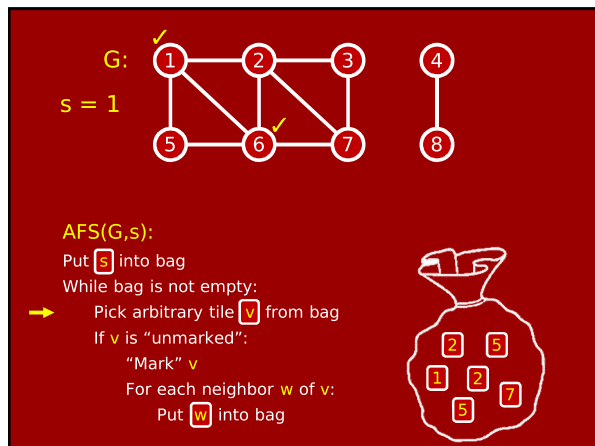 G:
✓
1 2 3 4
s = 1
✓
5 6 7 8
AFS(G,s):
Put s into bag
While bag is not empty:
Pick arbitrary tile v from bag
If v is “unmarked”:
“Mark” v
For each neighbor w of v:
Put w into bag
2 5
1 2
7
5